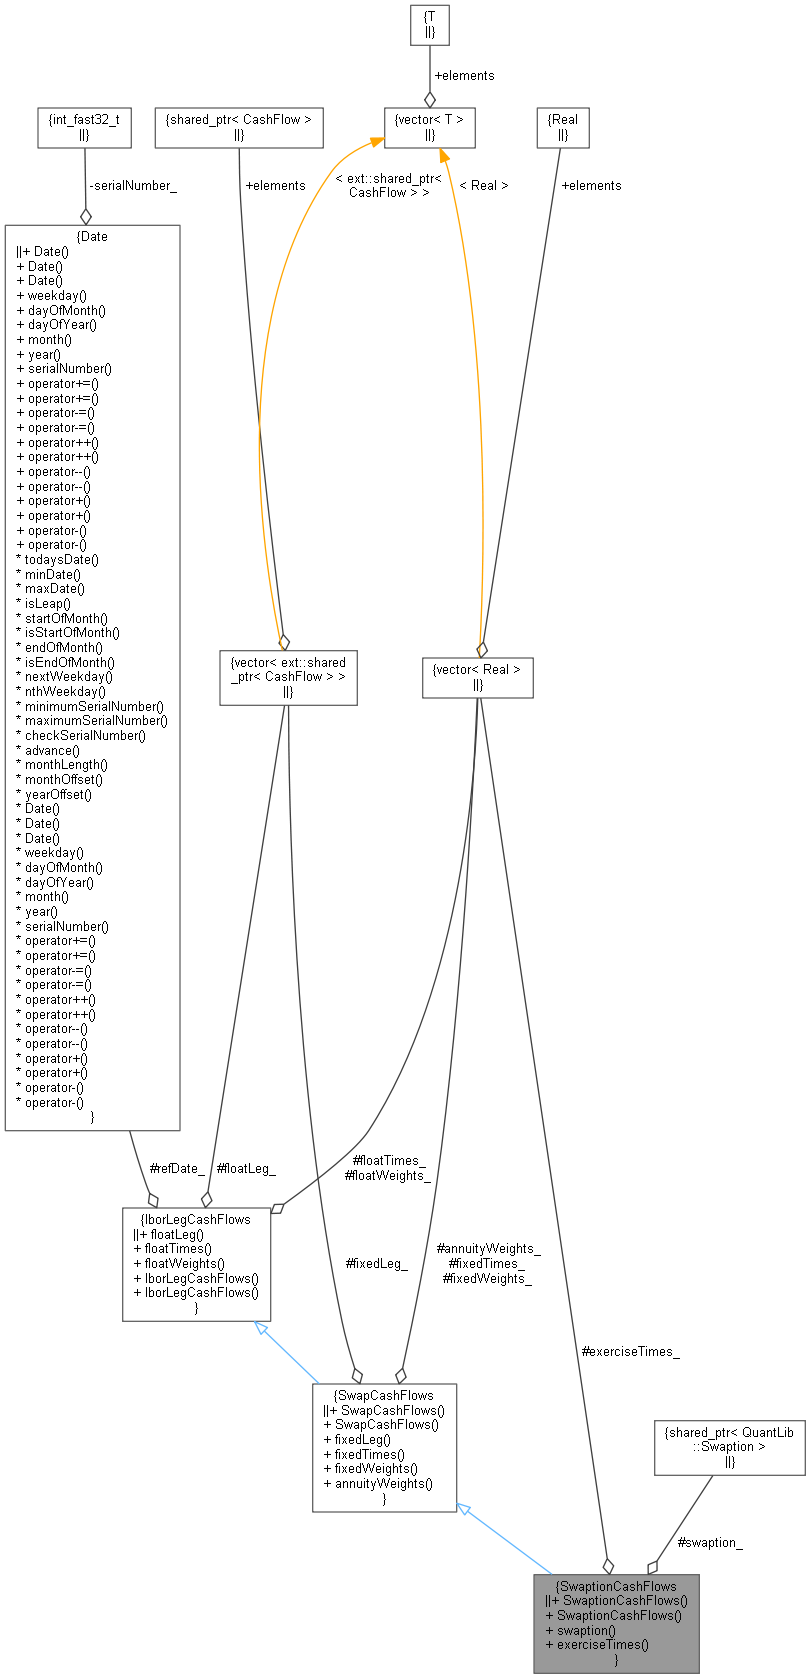 {T
||}
+elements
{int_fast32_t
||}
{shared_ptr< CashFlow >
||}
{vector< T >
||}
{Real
||}
-serialNumber_
+elements
< ext::shared_ptr<
CashFlow > >
< Real >
+elements
{Date
||+ Date()
+ Date()
+ Date()
+ weekday()
+ dayOfMonth()
+ dayOfYear()
+ month()
+ year()
+ serialNumber()
+ operator+=()
+ operator+=()
+ operator-=()
+ operator-=()
+ operator++()
+ operator++()
+ operator--()
+ operator--()
+ operator+()
+ operator+()
+ operator-()
+ operator-()
* todaysDate()
* minDate()
* maxDate()
* isLeap()
* startOfMonth()
* isStartOfMonth()
* endOfMonth()
* isEndOfMonth()
* nextWeekday()
* nthWeekday()
* minimumSerialNumber()
* maximumSerialNumber()
* checkSerialNumber()
* advance()
* monthLength()
* monthOffset()
* yearOffset()
* Date()
* Date()
* Date()
* weekday()
* dayOfMonth()
* dayOfYear()
* month()
* year()
* serialNumber()
* operator+=()
* operator+=()
* operator-=()
* operator-=()
* operator++()
* operator++()
* operator--()
* operator--()
* operator+()
* operator+()
* operator-()
* operator-()
}
{vector< ext::shared
_ptr< CashFlow > >
||}
{vector< Real >
||}
#refDate_
#floatLeg_
#floatTimes_
#floatWeights_
{IborLegCashFlows
||+ floatLeg()
+ floatTimes()
+ floatWeights()
+ IborLegCashFlows()
+ IborLegCashFlows()
}
#fixedLeg_
#annuityWeights_
#fixedTimes_
#fixedWeights_
#exerciseTimes_
{SwapCashFlows
||+ SwapCashFlows()
+ SwapCashFlows()
+ fixedLeg()
+ fixedTimes()
+ fixedWeights()
+ annuityWeights()
}
{shared_ptr< QuantLib
::Swaption >
||}
#swaption_
{SwaptionCashFlows
||+ SwaptionCashFlows()
+ SwaptionCashFlows()
+ swaption()
+ exerciseTimes()
}